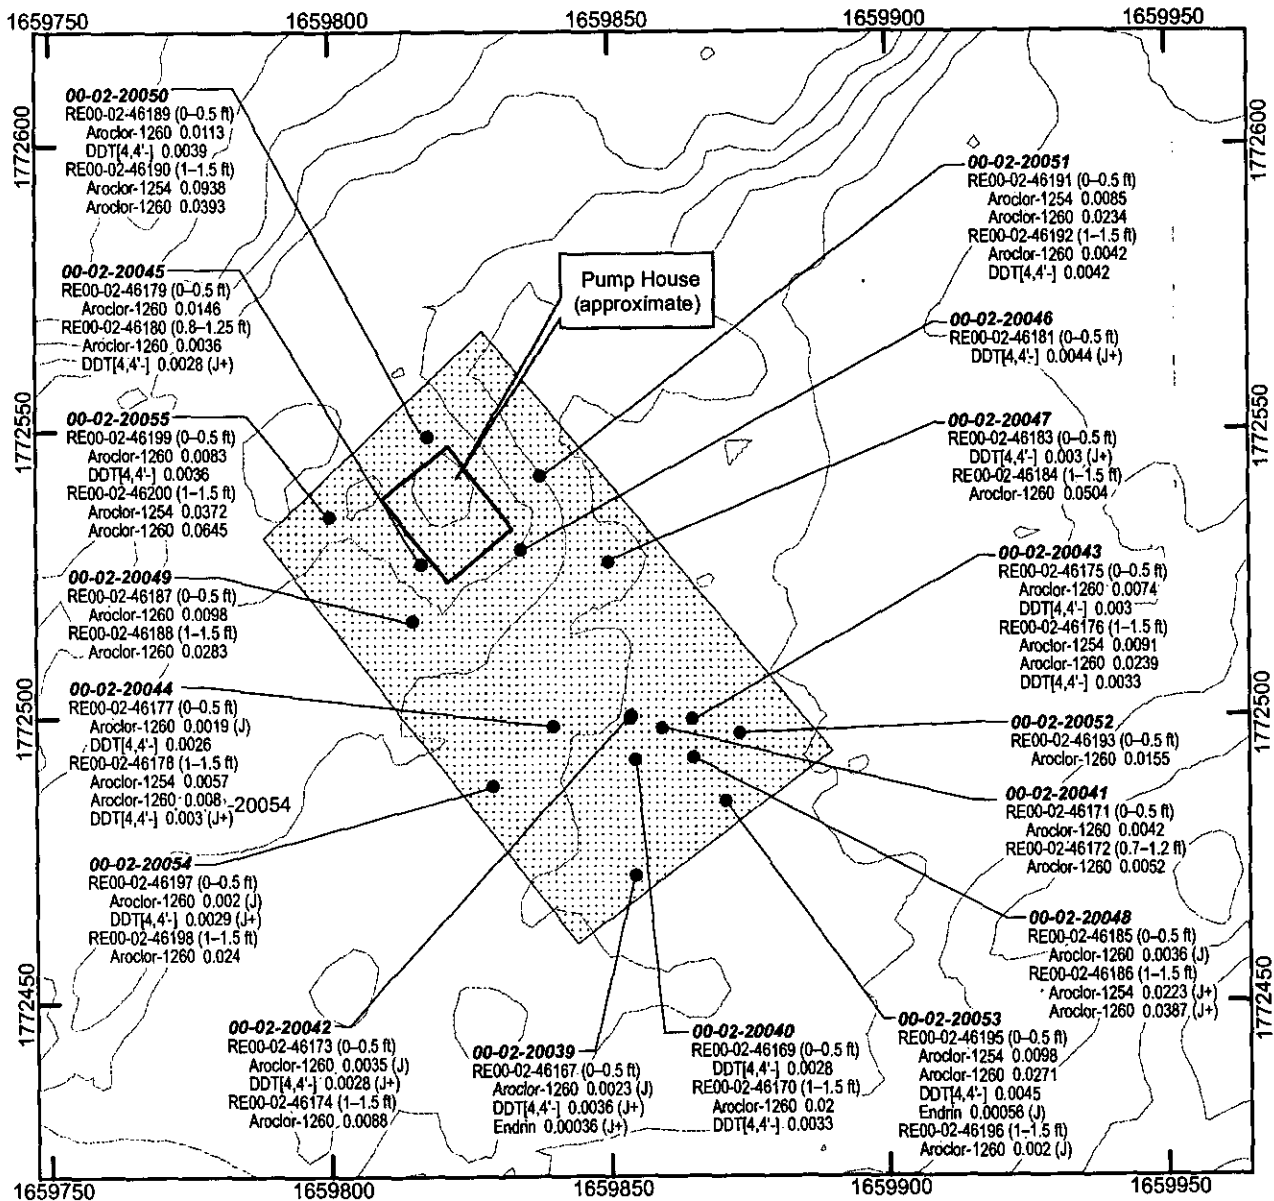 1659750 1659800 1659850 1659900 1659950
1772600
1772550
1772500
1772450
00-02-20050
RE00-02-46189 (0–0.5 ft)
Aroclor-1260 0.0113
DDT[4,4'-] 0.0039
RE00-02-46190 (1–1.5 ft)
Aroclor-1254 0.0938
Aroclor-1260 0.0393
00-02-20045
RE00-02-46179 (0–0.5 ft)
Aroclor-1260 0.0146
RE00-02-46180 (0.8–1.25 ft)
Aroclor-1260 0.0036
DDT[4,4'-] 0.0028 (J+)
00-02-20055
RE00-02-46199 (0–0.5 ft)
Aroclor-1260 0.0083
DDT[4,4'-] 0.0036
RE00-02-46200 (1–1.5 ft)
Aroclor-1254 0.0372
Aroclor-1260 0.0645
00-02-20049
RE00-02-46187 (0–0.5 ft)
Aroclor-1260 0.0098
RE00-02-46188 (1–1.5 ft)
Aroclor-1260 0.0283
00-02-20044
RE00-02-46177 (0–0.5 ft)
Aroclor-1260 0.0019 (J)
DDT[4,4'-] 0.0026
RE00-02-46178 (1–1.5 ft)
Aroclor-1254 0.0057
Aroclor-1260 0.008
-20054
DDT[4,4'-] 0.003 (J+)
00-02-20054
RE00-02-46197 (0–0.5 ft)
Aroclor-1260 0.002 (J)
DDT[4,4'-] 0.0029 (J+)
RE00-02-46198 (1–1.5 ft)
Aroclor-1260 0.024
Pump House
(approximate)
00-02-20051
RE00-02-46191 (0–0.5 ft)
Aroclor-1254 0.0085
Aroclor-1260 0.0234
RE00-02-46192 (1–1.5 ft)
Aroclor-1260 0.0042
DDT[4,4'-] 0.0042
00-02-20046
RE00-02-46181 (0–0.5 ft)
DDT[4,4'-] 0.0044 (J+)
00-02-20047
RE00-02-46183 (0–0.5 ft)
DDT[4,4'-] 0.003 (J+)
RE00-02-46184 (1–1.5 ft)
Aroclor-1260 0.0504
00-02-20043
RE00-02-46175 (0–0.5 ft)
Aroclor-1260 0.0074
DDT[4,4'-] 0.003
RE00-02-46176 (1–1.5 ft)
Aroclor-1254 0.0091
Aroclor-1260 0.0239
DDT[4,4'-] 0.0033
00-02-20052
RE00-02-46193 (0–0.5 ft)
Aroclor-1260 0.0155
00-02-20041
RE00-02-46171 (0–0.5 ft)
Aroclor-1260 0.0042
RE00-02-46172 (0.7–1.2 ft)
Aroclor-1260 0.0052
00-02-20048
RE00-02-46185 (0–0.5 ft)
Aroclor-1260 0.0036 (J)
RE00-02-46186 (1–1.5 ft)
Aroclor-1254 0.0223 (J+)
Aroclor-1260 0.0387 (J+)
00-02-20042
RE00-02-46173 (0–0.5 ft)
Aroclor-1260 0.0035 (J)
DDT[4,4'-] 0.0028 (J+)
RE00-02-46174 (1–1.5 ft)
Aroclor-1260 0.0088
00-02-20039
RE00-02-46167 (0–0.5 ft)
Aroclor-1260 0.0023 (J)
DDT[4,4'-] 0.0036 (J+)
Endrin 0.00036 (J+)
00-02-20040
RE00-02-46169 (0–0.5 ft)
DDT[4,4'-] 0.0028
RE00-02-46170 (1–1.5 ft)
Aroclor-1260 0.02
DDT[4,4'-] 0.0033
00-02-20053
RE00-02-46195 (0–0.5 ft)
Aroclor-1254 0.0098
Aroclor-1260 0.0271
DDT[4,4'-] 0.0045
Endrin 0.00056 (J)
RE00-02-46196 (1–1.5 ft)
Aroclor-1260 0.002 (J)
1772600
1772550
1772500
1772450
1659750 1659800 1659850 1659900 1659950